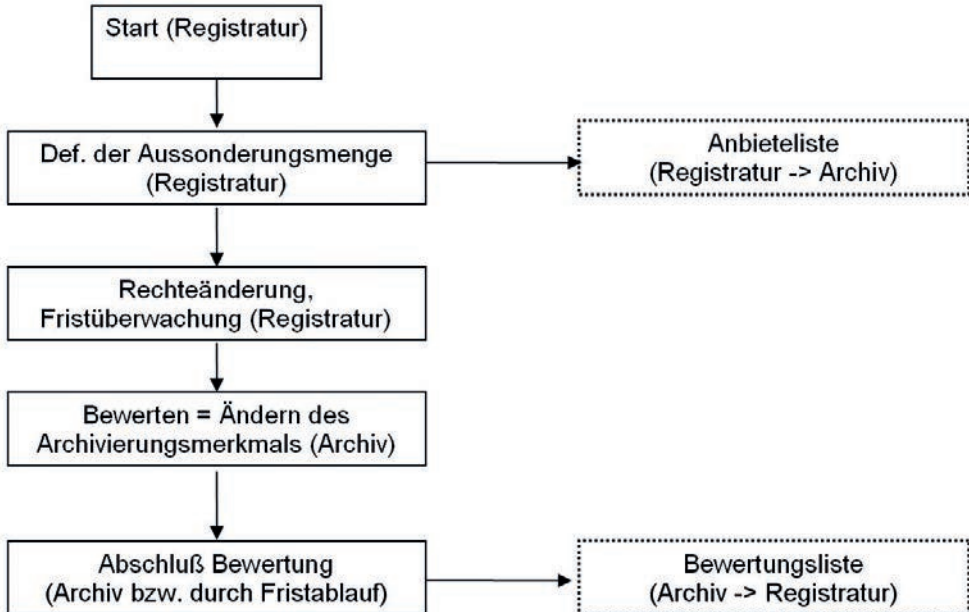 Start (Registratur)
Def. der Aussonderungsmenge
(Registratur)
Anbieteliste
(Registratur -> Archiv)
Rechteänderung,
Fristüberwachung (Registratur)
Bewerten = Ändern des
Archivierungsmerkmals (Archiv)
Abschluß Bewertung
(Archiv bzw. durch Fristablauf)
Bewertungsliste
(Archiv -> Registratur)